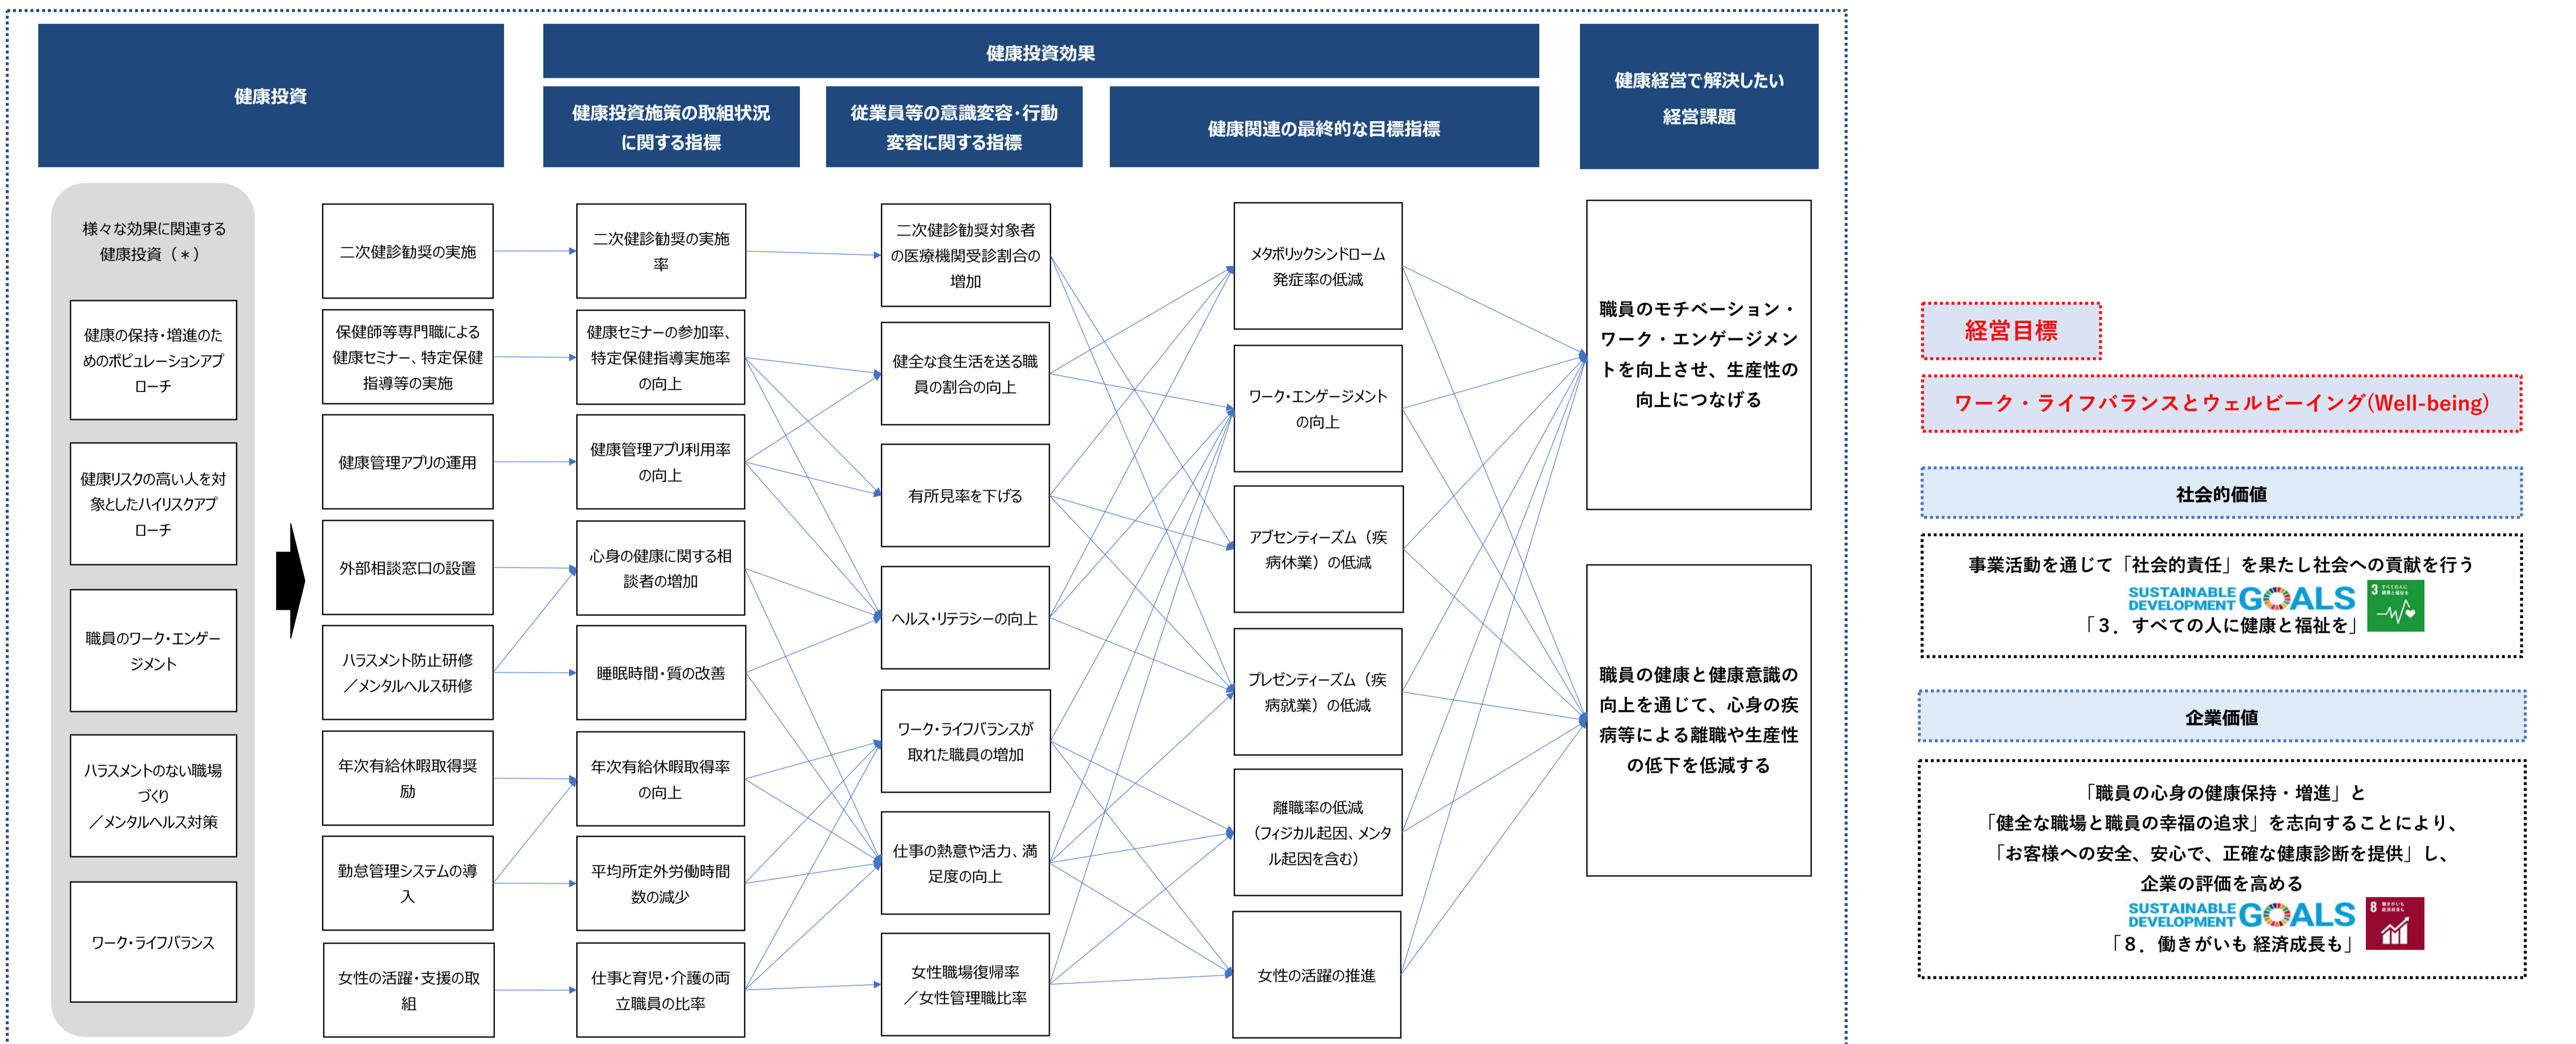 健康投資
健康投資効果
健康投資施策の取組状況
に関する指標
従業員等の意識変容・行動
変容に関する指標
健康関連の最終的な目標指標
健康経営で解決したい
経営課題
様々な効果に関連する
健康投資（＊）
健康の保持・増進のた
めのポピュレーションアプ
ローチ
健康リスクの高い人を対
象としたハイリスクアプ
ローチ
職員のワーク・エンゲー
ジメント
ハラスメントのない職場
づくり
／メンタルヘルス対策
ワーク・ライフバランス
二次健診勧奨の実施
保健師等専門職による
健康セミナー、特定保健
指導等の実施
健康管理アプリの運用
外部相談窓口の設置
ハラスメント防止研修
／メンタルヘルス研修
年次有給休暇取得奨
励
勤怠管理システムの導
入
女性の活躍・支援の取
組
二次健診勧奨の実施
率
健康セミナーの参加率、
特定保健指導実施率
の向上
健康管理アプリ利用率
の向上
心身の健康に関する相
談者の増加
睡眠時間・質の改善
年次有給休暇取得率
の向上
平均所定外労働時間
数の減少
仕事と育児・介護の両
立職員の比率
二次健診勧奨対象者
の医療機関受診割合の
増加
健全な食生活を送る職
員の割合の向上
有所見率を下げる
ヘルス・リテラシーの向上
ワーク・ライフバランスが
取れた職員の増加
仕事の熱意や活力、満
足度の向上
女性職場復帰率
／女性管理職比率
メタボリックシンドローム
発症率の低減
ワーク・エンゲージメント
の向上
アブセンティーズム（疾
病休業）の低減
プレゼンティーズム（疾
病就業）の低減
離職率の低減
（フィジカル起因、メンタ
ル起因を含む）
女性の活躍の推進
職員のモチベーション・
ワーク・エンゲージメン
トを向上させ、生産性の
向上につなげる
職員の健康と健康意識の
向上を通じて、心身の疾
病等による離職や生産性
の低下を低減する
経営目標
ワーク・ライフバランスとウェルビーイング(Well-being)
社会的価値
事業活動を通じて「社会的責任」を果たし社会への貢献を行う
SUSTAINABLE
DEVELOPMENT GOALS
3 すべての人に
健康と福祉を
「３．すべての人に健康と福祉を」
企業価値
「職員の心身の健康保持・増進」と
「健全な職場と職員の幸福の追求」を志向することにより、
「お客様への安全、安心で、正確な健康診断を提供」し、
企業の評価を高める
SUSTAINABLE
DEVELOPMENT GOALS
8 働きがいも
経済成長も
「８．働きがいも 経済成長も」